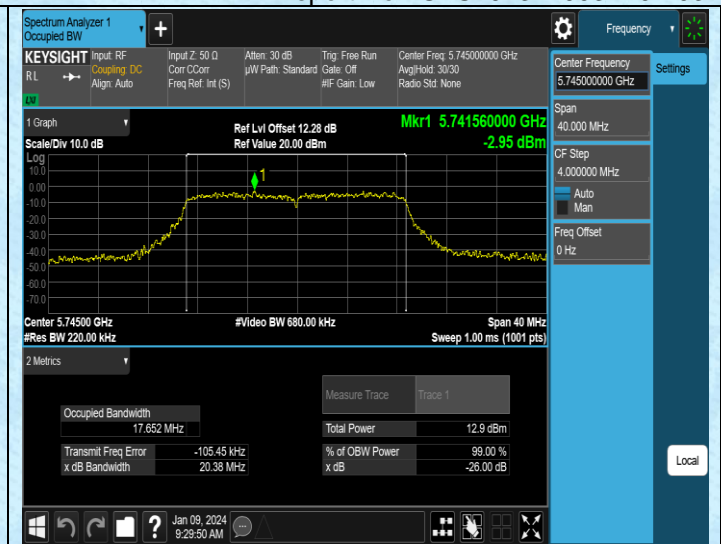 Spectrum Analyzer 1
Occupied BW
+
Frequency
KEYSIGHT
Input: RF
Coupling: DC
Align: Auto
Input Z: 50 Ω
Corr CCorr
Freq Ref: Int (S)
Atten: 30 dB
µW Path: Standard
Trig: Free Run
Gate: Off
#IF Gain: Low
Center Freq: 5.745000000 GHz
Avg|Hold: 30/30
Radio Std: None
RL
LXI
Center Frequency
5.745000000 GHz
Settings
Span
40.000 MHz
CF Step
4.000000 MHz
Auto
Man
Freq Offset
0 Hz
1 Graph
Scale/Div 10.0 dB
Ref Lvl Offset 12.28 dB
Ref Value 20.00 dBm
Mkr1 5.741560000 GHz
-2.95 dBm
Log
10.0
0.00
-10.0
-20.0
-30.0
-40.0
-50.0
-60.0
-70.0
1
Center 5.74500 GHz
#Res BW 220.00 kHz
#Video BW 680.00 kHz
Span 40 MHz
Sweep 1.00 ms (1001 pts)
2 Metrics
Measure Trace
Trace 1
Occupied Bandwidth
17.652 MHz
Total Power
12.9 dBm
Transmit Freq Error
-105.45 kHz
% of OBW Power
99.00 %
x dB Bandwidth
20.38 MHz
x dB
-26.00 dB
Local
?
Jan 09, 2024
9:29:50 AM